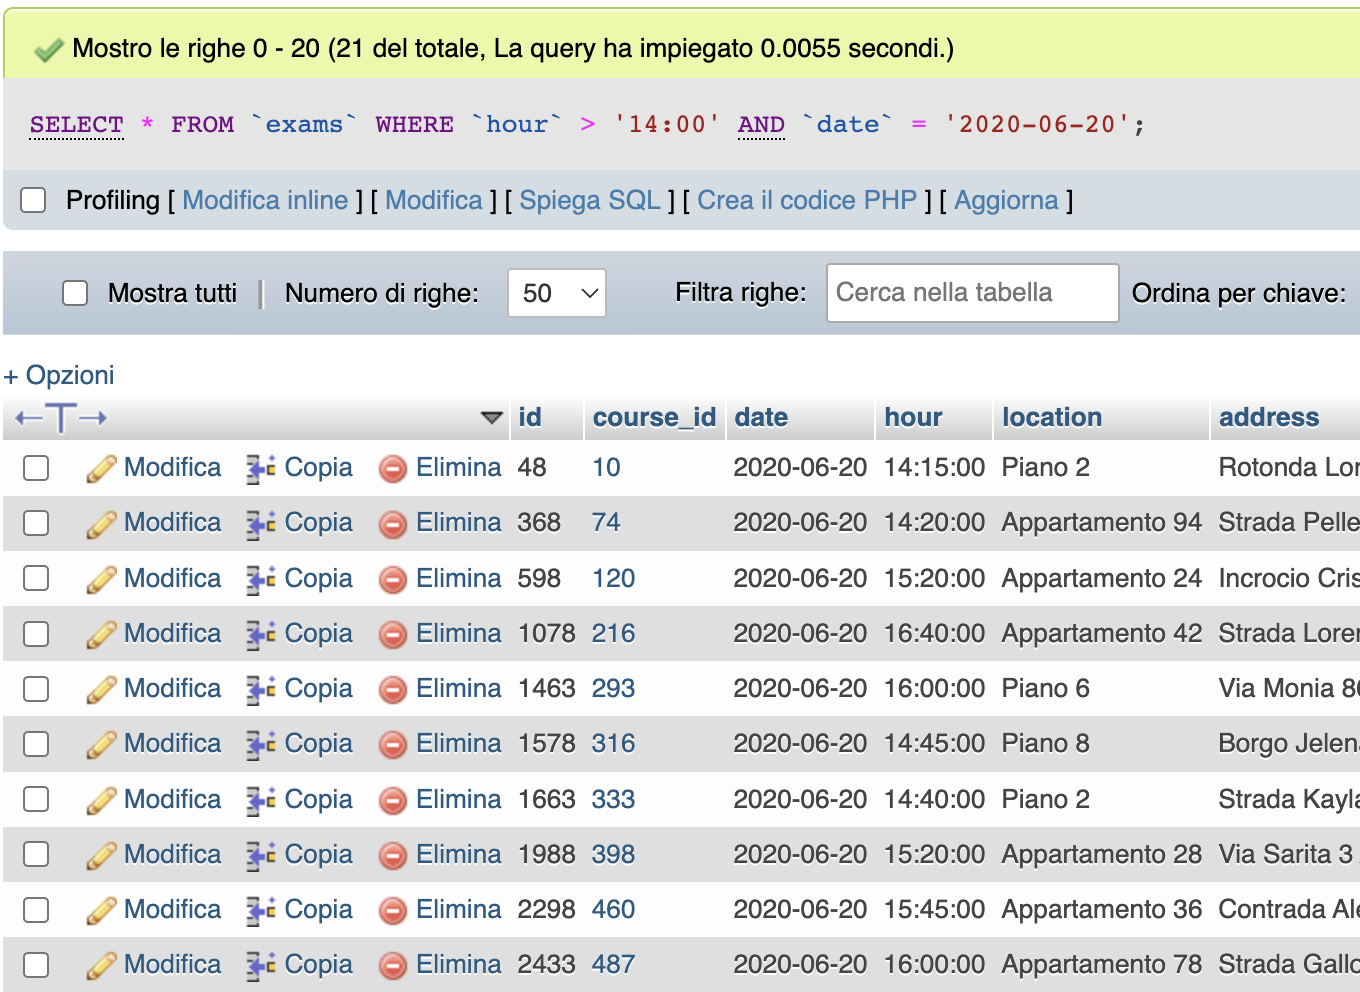 Mostro le righe 0 - 20 (21 del totale, La query ha impiegato 0.0055 secondi.)
SELECT * FROM `exams` WHERE `hour` > '14:00' AND `date` = '2020-06-20';
Profiling [ Modifica inline ] [ Modifica ] [ Spiega SQL ] [ Crea il codice PHP ] [ Aggiorna ]
Mostra tutti | Numero di righe: 50 Filtra righe: Cerca nella tabella Ordina per chiave:
+ Opzioni
←T→ id course_id date hour location address
Modifica Copia Elimina 48 10 2020-06-20 14:15:00 Piano 2 Rotonda Lor
Modifica Copia Elimina 368 74 2020-06-20 14:20:00 Appartamento 94 Strada Pelle
Modifica Copia Elimina 598 120 2020-06-20 15:20:00 Appartamento 24 Incrocio Cris
Modifica Copia Elimina 1078 216 2020-06-20 16:40:00 Appartamento 42 Strada Lorer
Modifica Copia Elimina 1463 293 2020-06-20 16:00:00 Piano 6 Via Monia 80
Modifica Copia Elimina 1578 316 2020-06-20 14:45:00 Piano 8 Borgo Jelena
Modifica Copia Elimina 1663 333 2020-06-20 14:40:00 Piano 2 Strada Kayla
Modifica Copia Elimina 1988 398 2020-06-20 15:20:00 Appartamento 28 Via Sarita 3
Modifica Copia Elimina 2298 460 2020-06-20 15:45:00 Appartamento 36 Contrada Ale
Modifica Copia Elimina 2433 487 2020-06-20 16:00:00 Appartamento 78 Strada Gallo